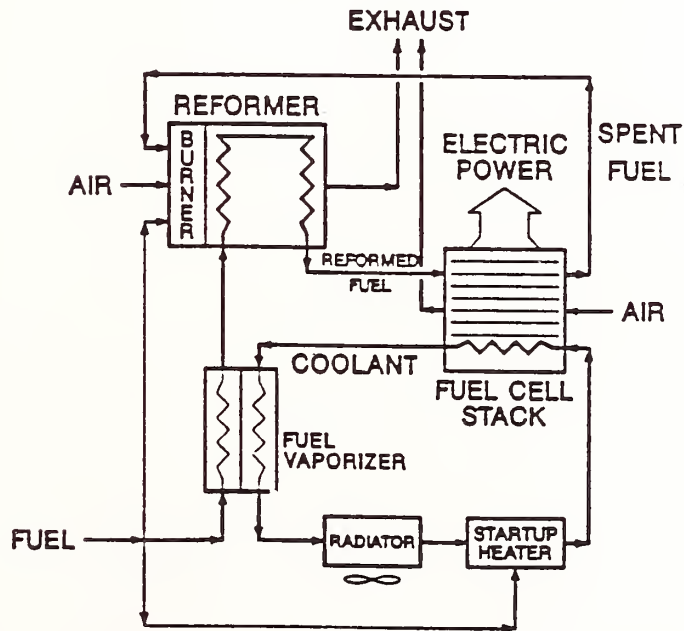 EXHAUST
REFORMER
BURNER
AIR
ELECTRIC
POWER
SPENT
FUEL
REFORMED
FUEL
AIR
COOLANT
FUEL CELL
STACK
FUEL
VAPORIZER
FUEL
RADIATOR
STARTUP
HEATER